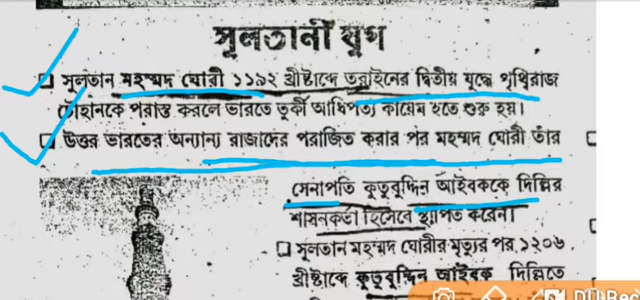 সুলতানী যুগ
❑ সুলতান মহম্মদ ঘোরী ১১৯২ খ্রীষ্টাব্দে তরাইনের দ্বিতীয় যুদ্ধে পৃথ্বিরাজ
চৌহানকে পরাস্ত করলে ভারতে তুর্কী আধিপত্য কায়েম হতে শুরু হয়।
❑ উত্তর ভারতের অন্যান্য রাজাদের পরাজিত করার পর মহম্মদ ঘোরী তাঁর
সেনাপতি কুতুবুদ্দিন আইবককে দিল্লির
শাসনকর্তা হিসেবে স্থাপিত করেন।
❑ সুলতান মহম্মদ ঘোরীর মৃত্যুর পর ১২০৬
খ্রীষ্টাব্দে কুতুবুদ্দিন আইবক দিল্লিতে